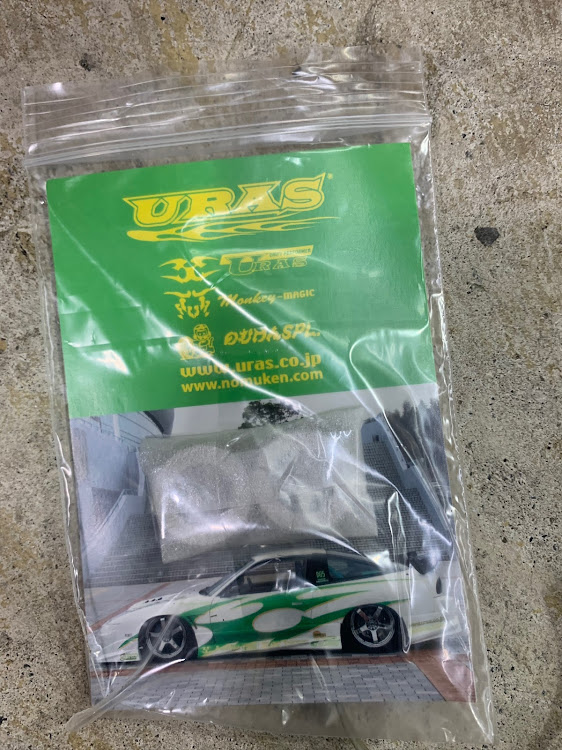 URAS®
URAS
Monkey-MAGIC
のむけんSPL.
www.uras.co.jp
www.nomuken.com